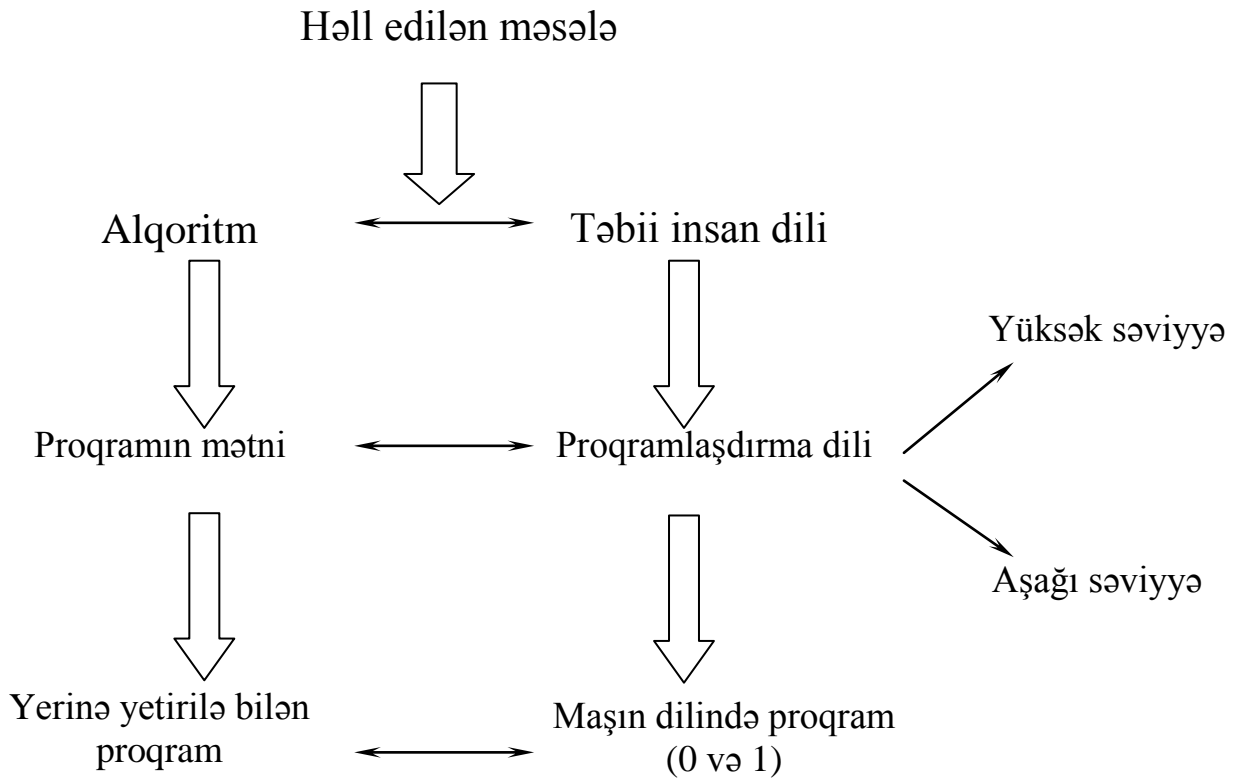 Həll edilən məsələ
Alqoritm
Təbii insan dili
Yüksək səviyyə
Proqramın mətni
Proqramlaşdırma dili
Aşağı səviyyə
Yerinə yetirilə bilən
proqram
Maşın dilində proqram
(0 və 1)